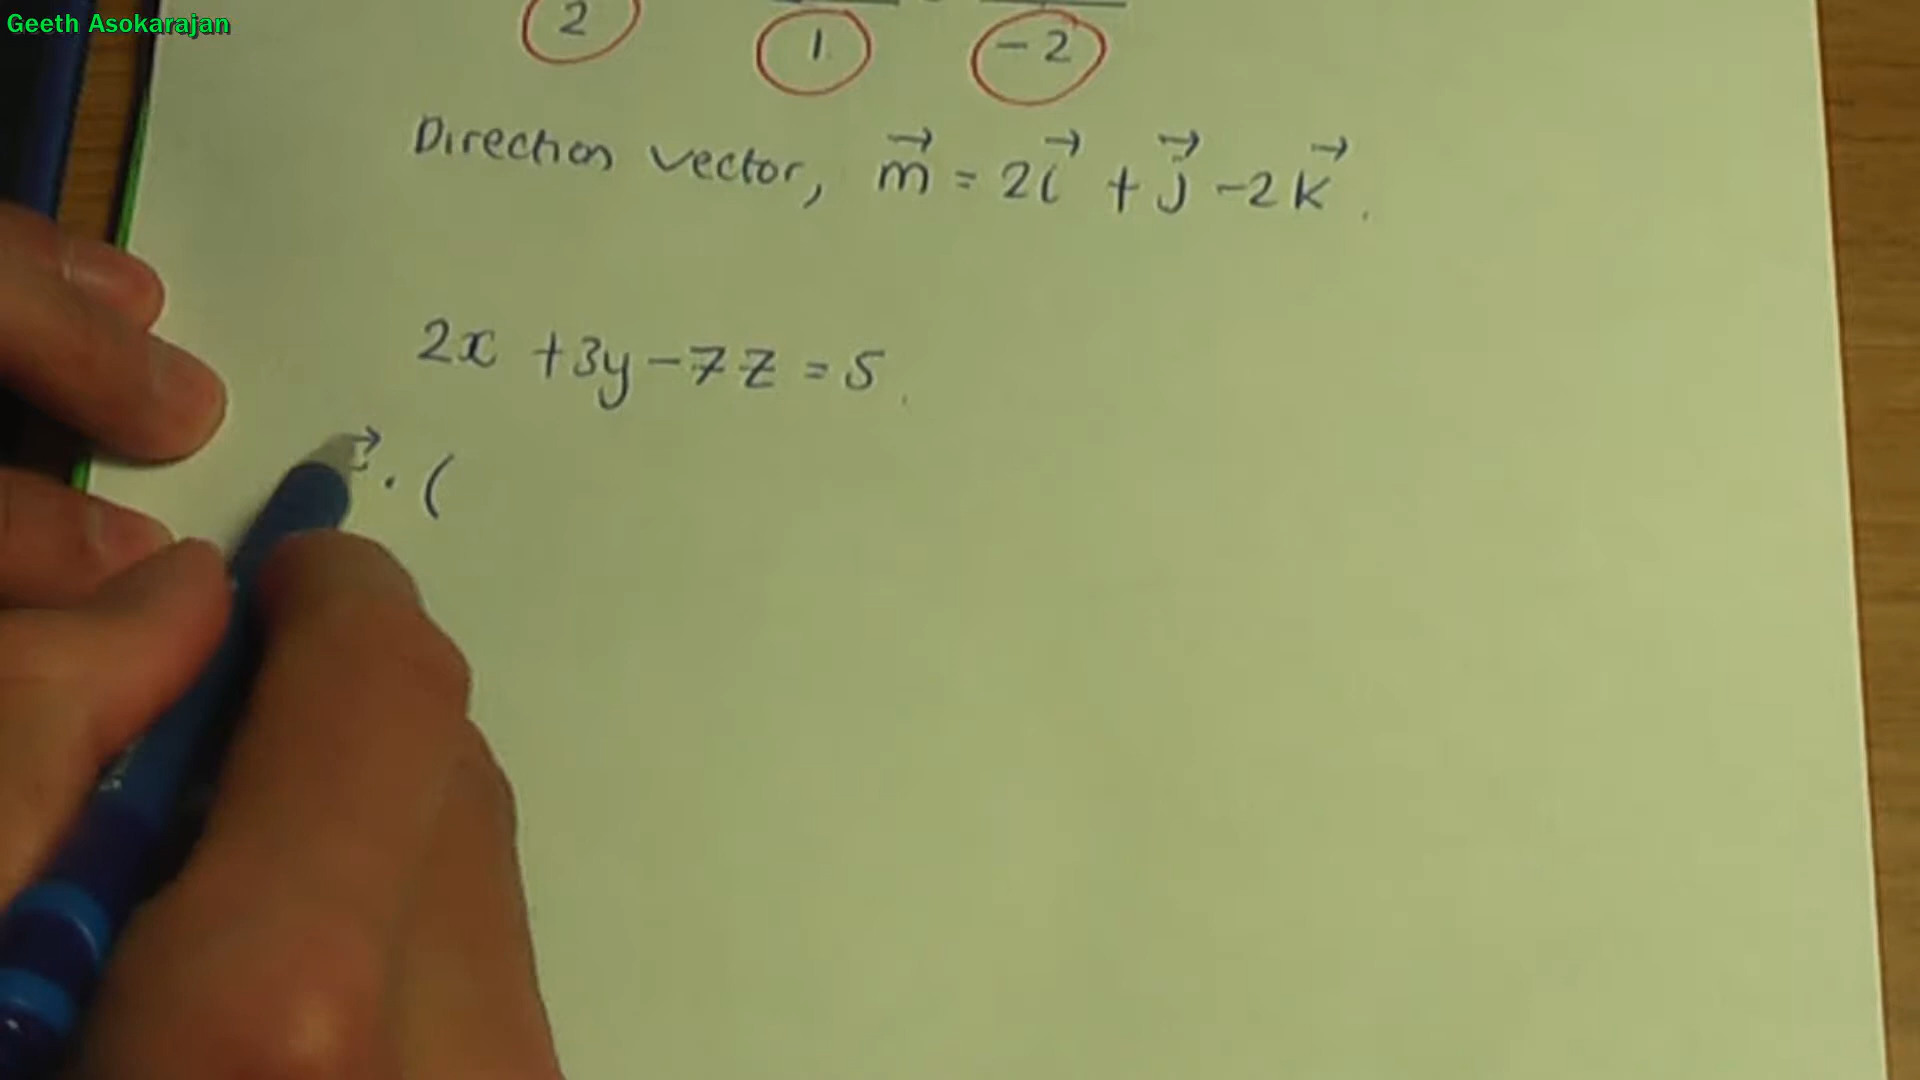 Geeth Asokarajan
2 1 -2
Direction vector, m⃗ = 2i⃗ + j⃗ -2k⃗.
2x +3y -7z = 5.
· (